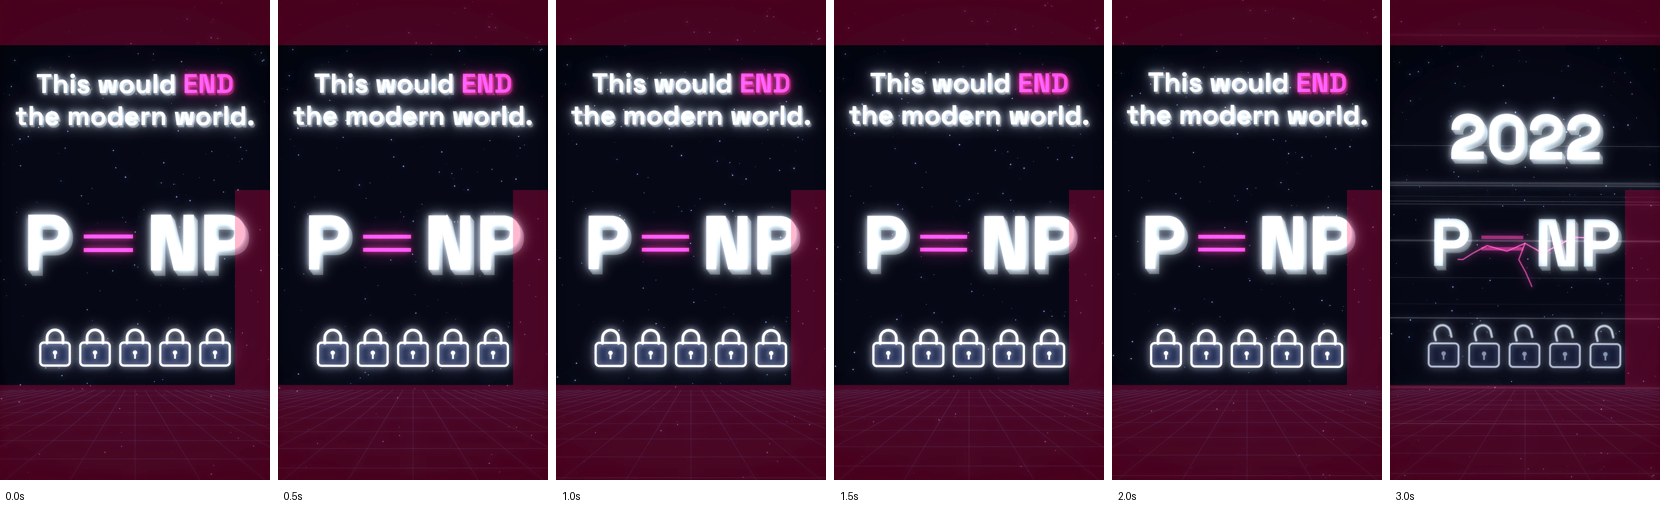 This would END
the modern world.
P = NP
0.0s
This would END
the modern world.
P = NP
0.5s
This would END
the modern world.
P = NP
1.0s
This would END
the modern world.
P = NP
1.5s
This would END
the modern world.
P = NP
2.0s
2022
P = NP
3.0s